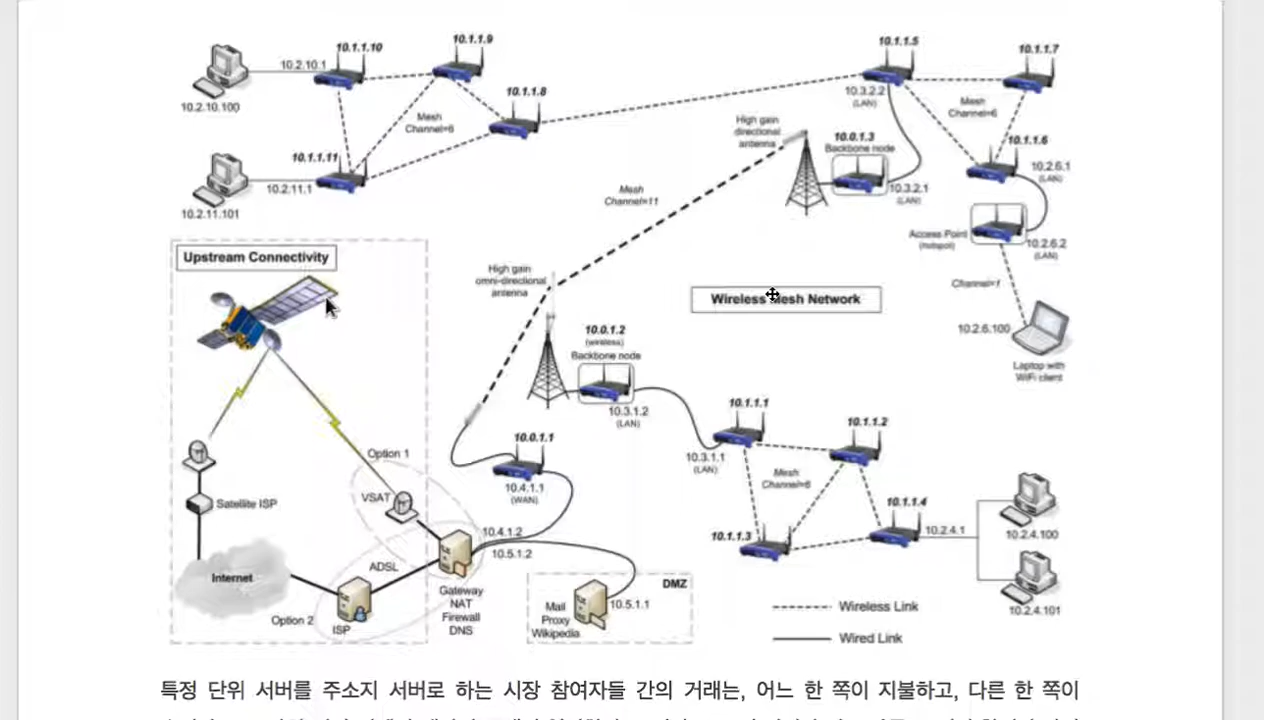 10.1.1.10
10.1.1.9
10.1.1.8
10.2.10.1
10.2.10.100
Mesh
Channel=6
10.1.1.11
10.2.11.1
10.2.11.101
10.1.1.5
10.1.1.7
10.3.2.2
(LAN)
Mesh
Channel=6
High gain
directional
antenna
10.0.1.3
Backbone node
10.3.2.1
(LAN)
10.1.1.6
10.2.6.1
(LAN)
Access Point
(hotspot)
10.2.6.2
(LAN)
Channel=1
10.2.6.100
Laptop with
WiFi client
Mesh
Channel=11
Upstream Connectivity
High gain
omni-directional
antenna
Wireless Mesh Network
10.0.1.2
(wireless)
Backbone node
10.3.1.2
(LAN)
10.1.1.1
10.1.1.2
10.3.1.1
(LAN)
Mesh
Channel=6
10.1.1.3
10.1.1.4
10.2.4.1
10.2.4.100
10.2.4.101
10.0.1.1
10.4.1.1
(WAN)
Option 1
VSAT
Satellite ISP
10.4.1.2
10.5.1.2
Internet
ADSL
Option 2
ISP
Gateway
NAT
Firewall
DNS
DMZ
Mail
Proxy
Wikipedia
10.5.1.1
Wireless Link
Wired Link
특정 단위 서버를 주소지 서버로 하는 시장 참여자들 간의 거래는, 어느 한 쪽이 지불하고, 다른 한 쪽이